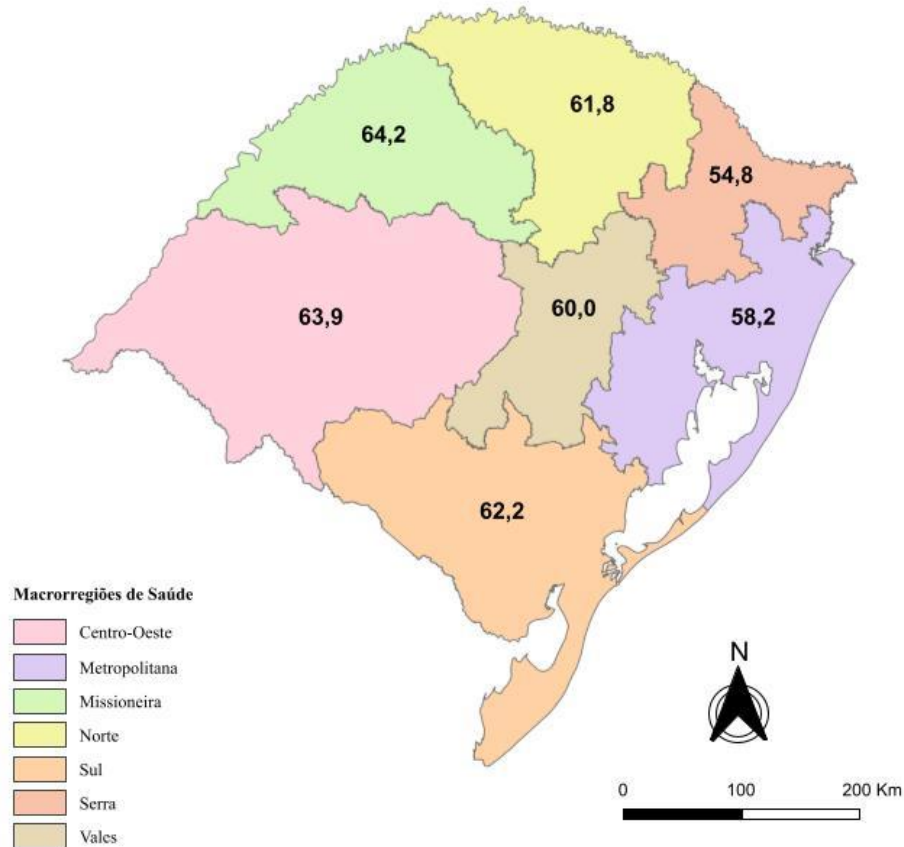 61,8
64,2
54,8
63,9
60,0
58,2
62,2
Macrorregiões de Saúde
Centro-Oeste
Metropolitana
Missioneira
Norte
Sul
Serra
Vales
N
0 100 200 Km